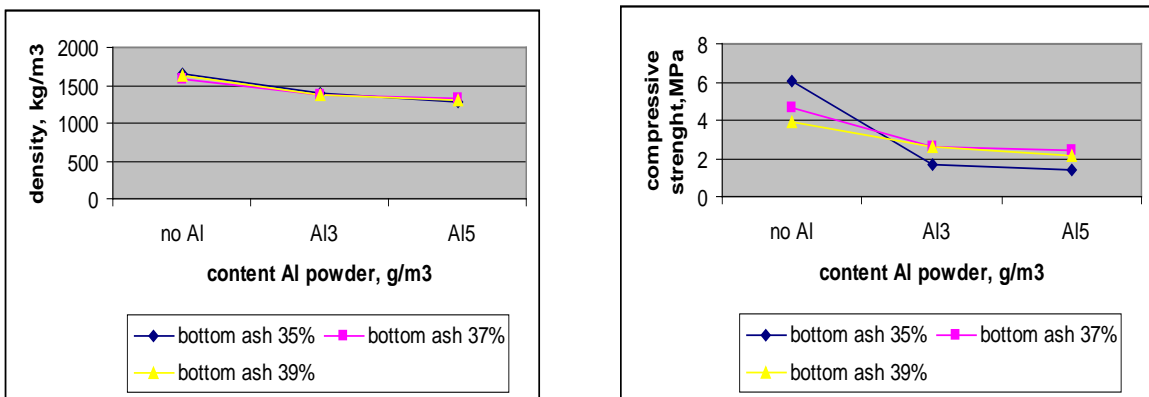 density, kg/m3
2000
1500
1000
500
0
no Al
Al3
Al5
content Al powder, g/m3
bottom ash 35%
bottom ash 37%
bottom ash 39%
compressive
strenght,MPa
8
6
4
2
0
no Al
Al3
Al5
content Al powder, g/m3
bottom ash 35%
bottom ash 37%
bottom ash 39%